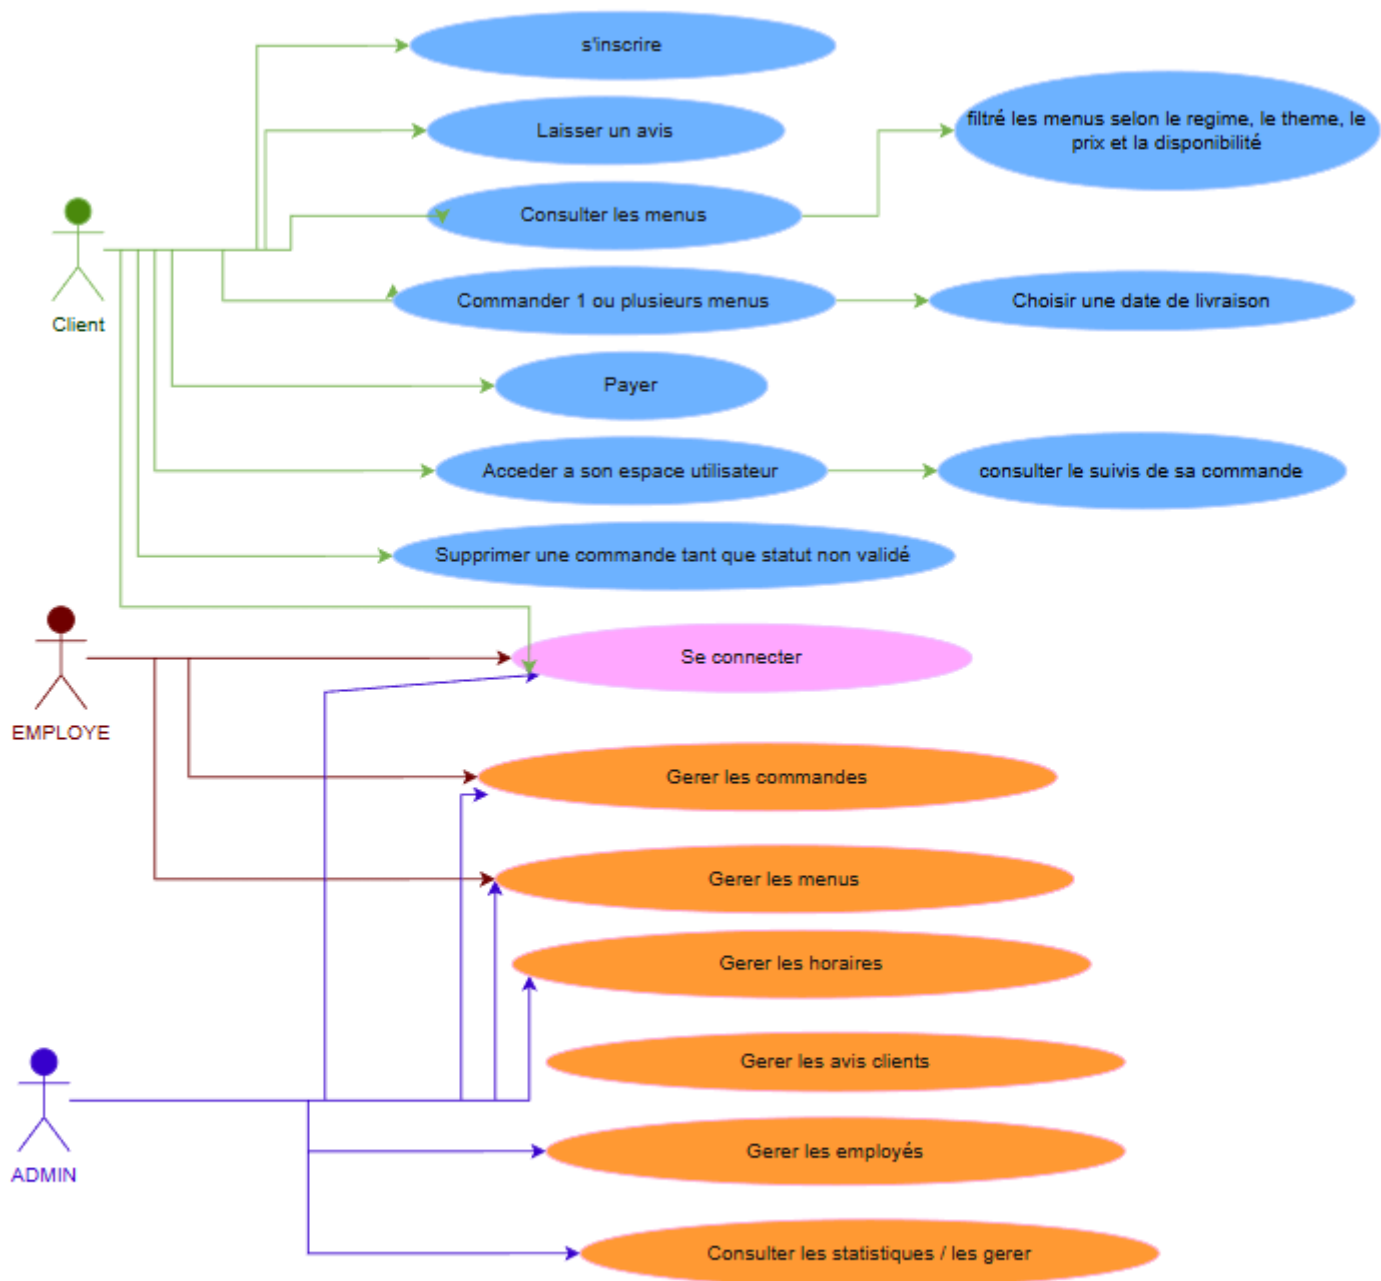 s'inscrire
Laisser un avis
filtré les menus selon le regime, le theme, le
prix et la disponibilité
Consulter les menus
Commander 1 ou plusieurs menus
Choisir une date de livraison
Client
Payer
Acceder a son espace utilisateur
consulter le suivis de sa commande
Supprimer une commande tant que statut non validé
Se connecter
EMPLOYE
Gerer les commandes
Gerer les menus
Gerer les horaires
Gerer les avis clients
Gerer les employés
ADMIN
Consulter les statistiques / les gerer